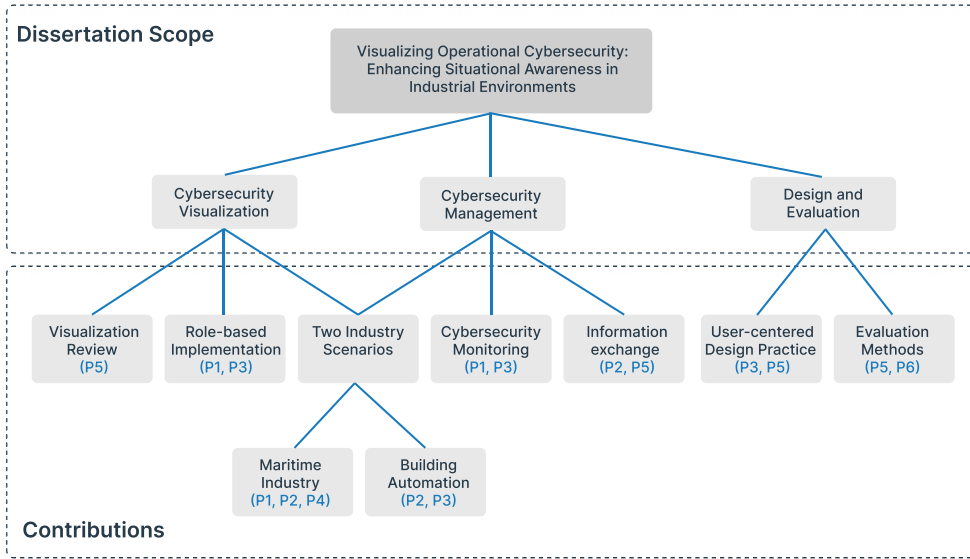 Dissertation Scope
Visualizing Operational Cybersecurity:
Enhancing Situational Awareness in
Industrial Environments
Cybersecurity
Visualization
Cybersecurity
Management
Design and
Evaluation
Visualization
Review
(P5)
Role-based
Implementation
(P1, P3)
Two Industry
Scenarios
Cybersecurity
Monitoring
(P1, P3)
Information
exchange
(P2, P5)
User-centered
Design Practice
(P3, P5)
Evaluation
Methods
(P5, P6)
Maritime
Industry
(P1, P2, P4)
Building
Automation
(P2, P3)
Contributions